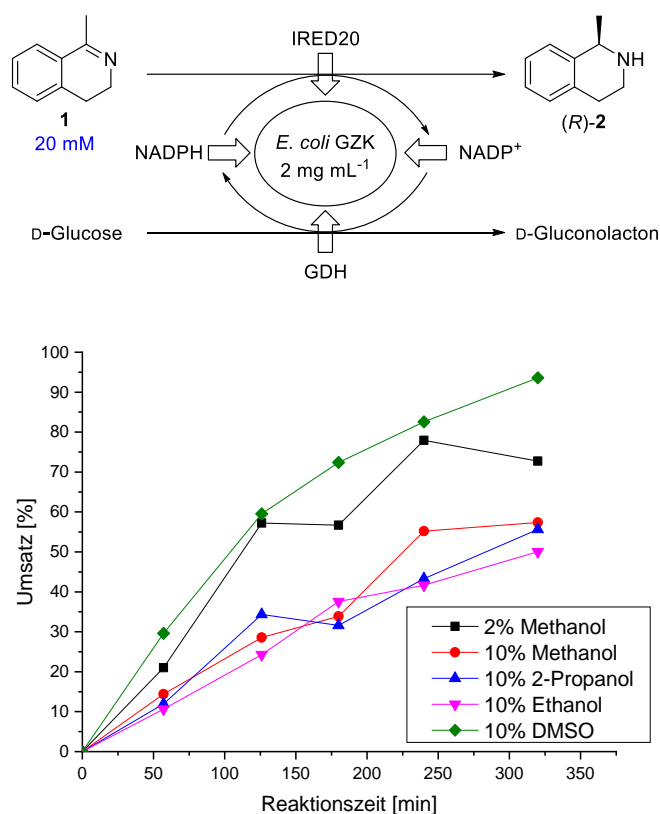 IRED20
N
NH
1
20 mM
(R)-2
E. coli GZK
2 mg mL-1
NADPH
NADP+
D-Glucose
D-Gluconolacton
GDH
100
90
80
70
60
50
40
30
20
10
0
Umsatz [%]
2% Methanol
10% Methanol
10% 2-Propanol
10% Ethanol
10% DMSO
0 50 100 150 200 250 300 350
Reaktionszeit [min]